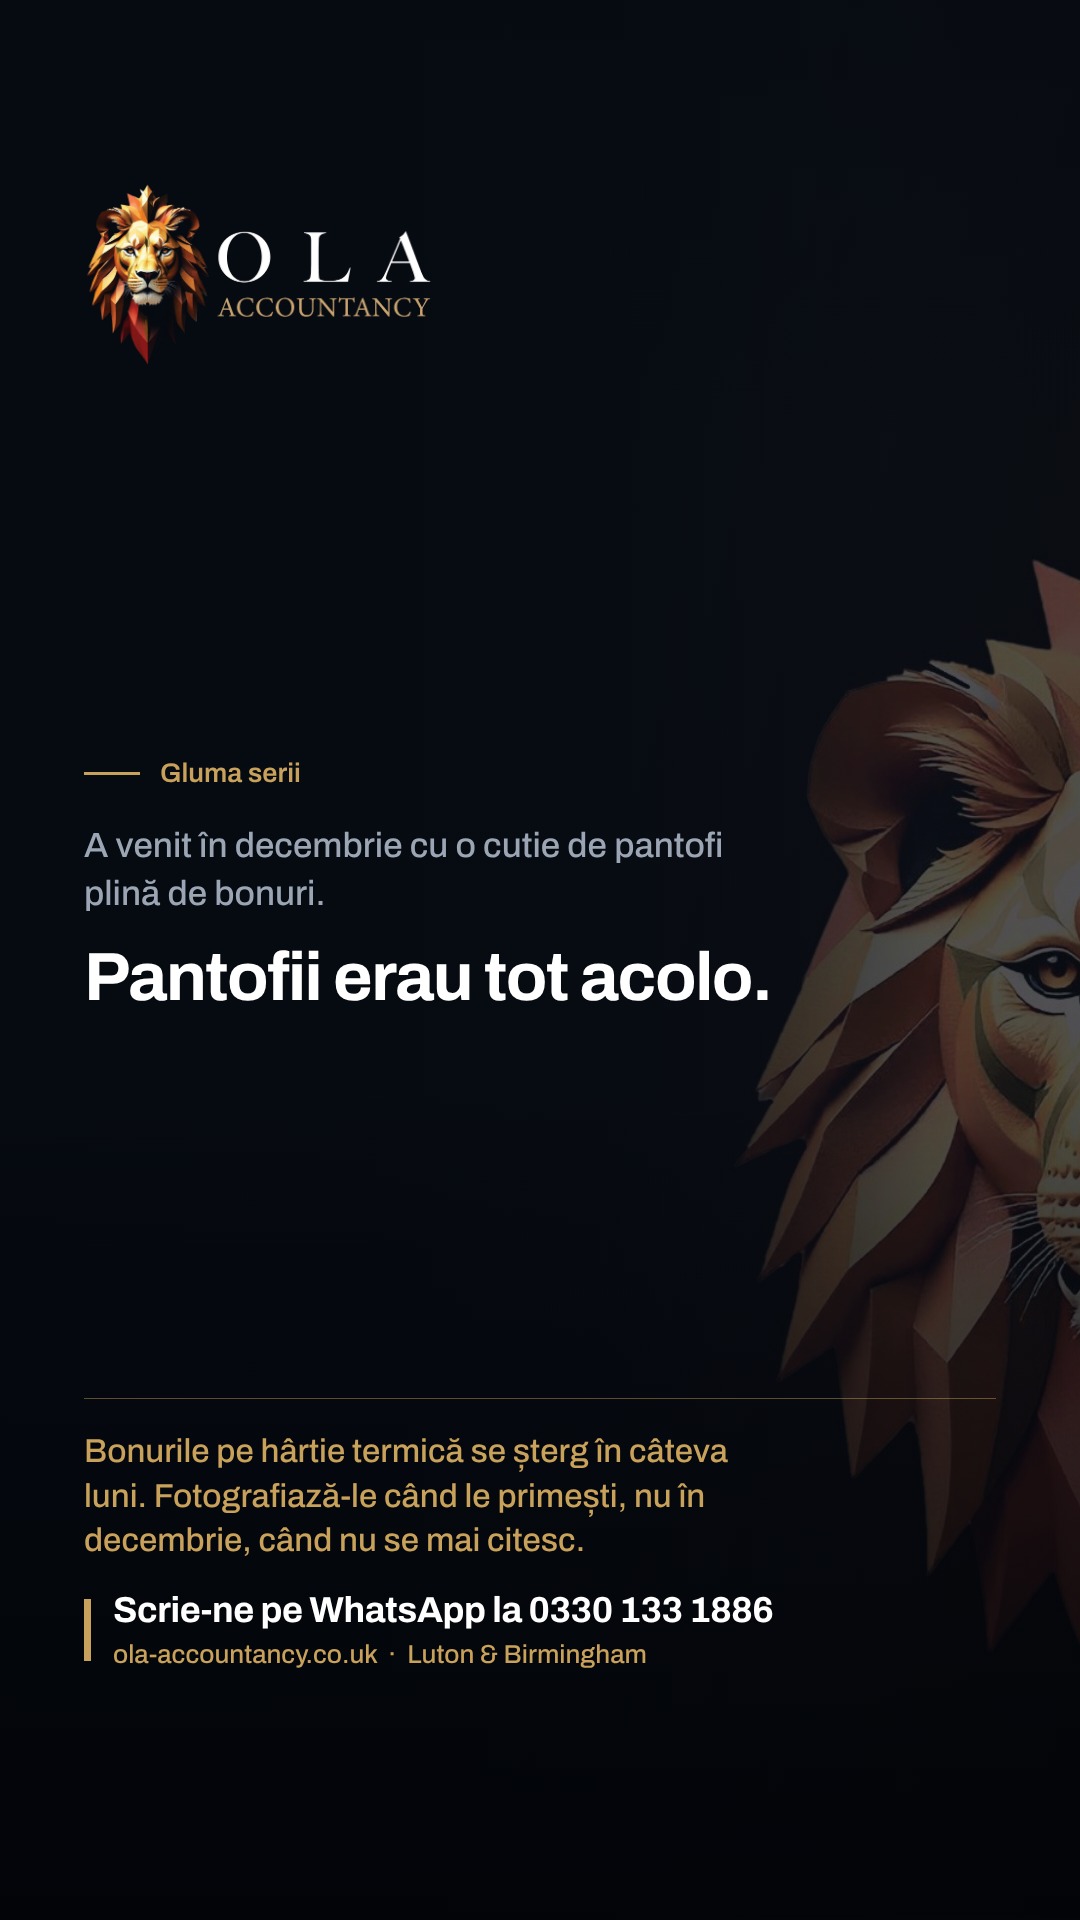 OLA
ACCOUNTANCY
Gluma serii
A venit în decembrie cu o cutie de pantofi
plină de bonuri.
Pantofii erau tot acolo.
Bonurile pe hârtie termică se șterg în câteva
luni. Fotografiază-le când le primești, nu în
decembrie, când nu se mai citesc.
Scrie-ne pe WhatsApp la 0330 133 1886
ola-accountancy.co.uk · Luton & Birmingham